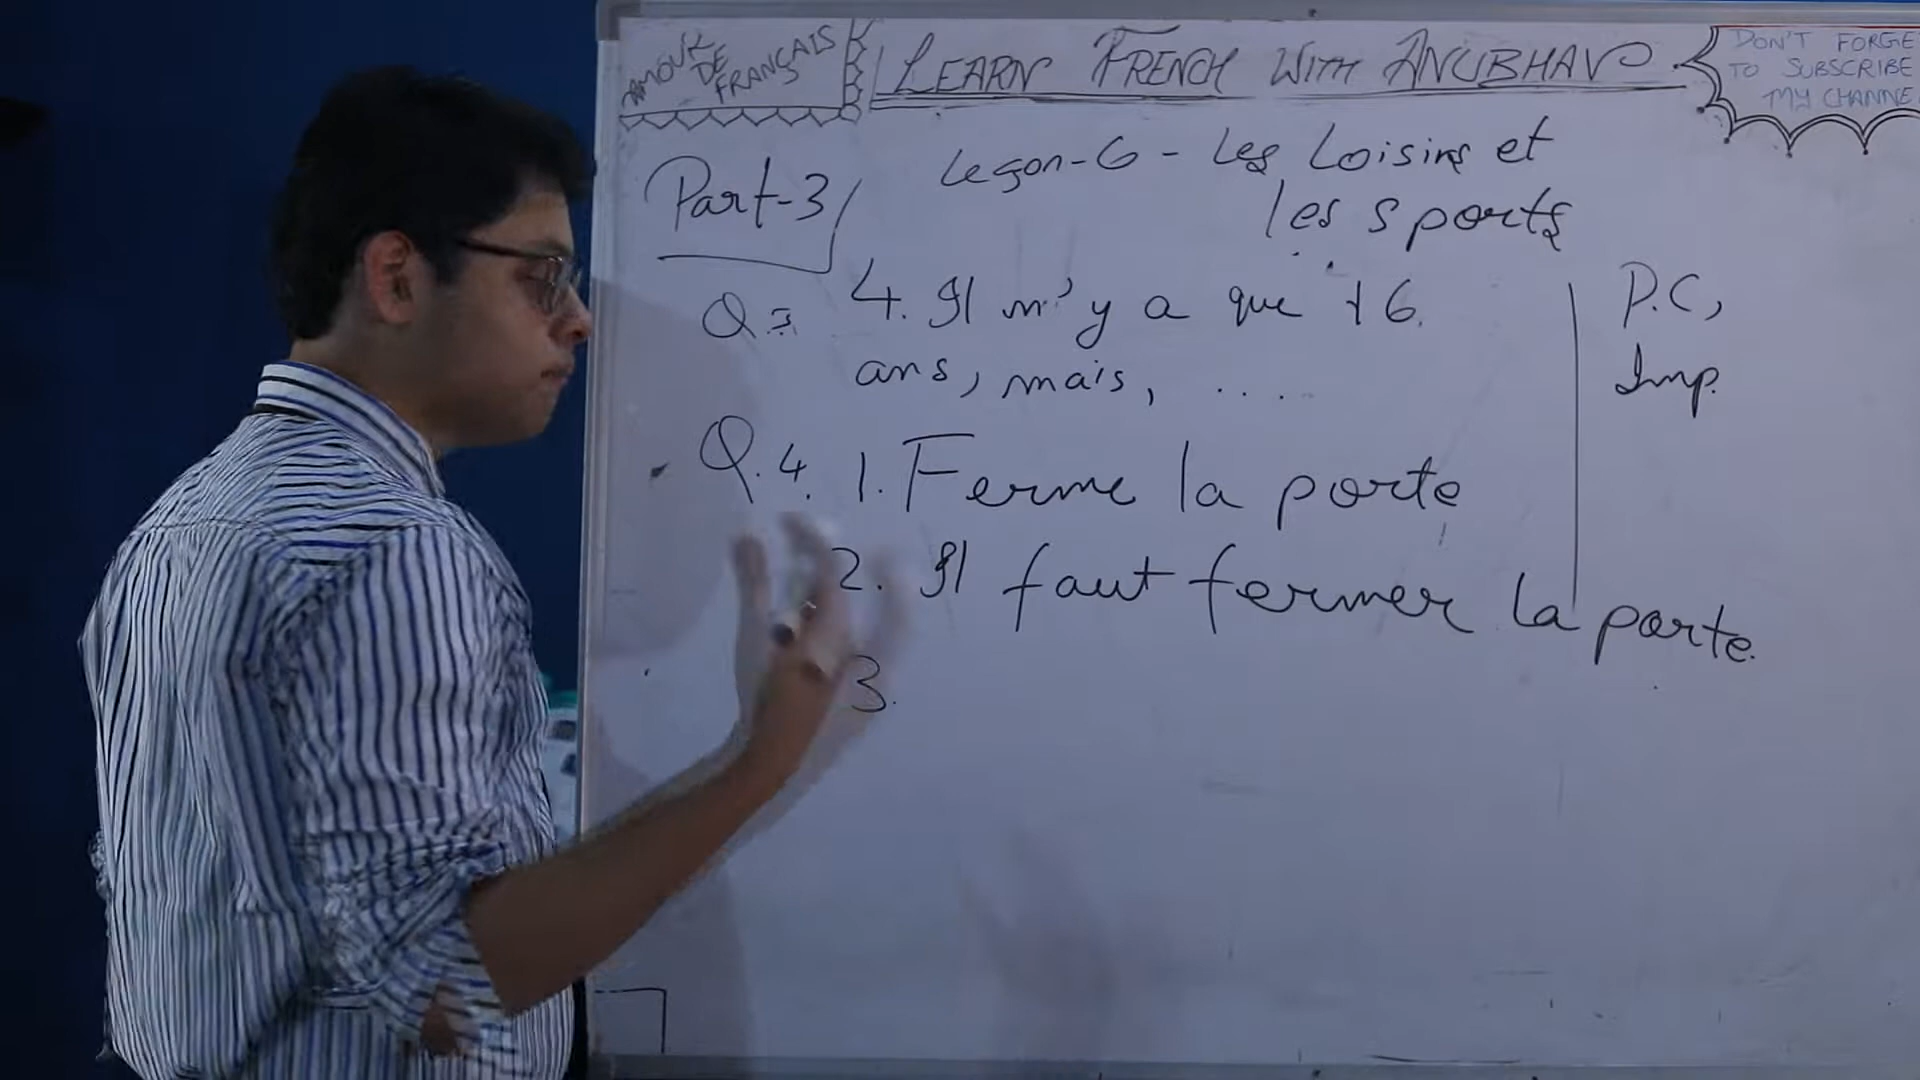 AMOUR
DE
FRANÇAIS
LEARN FRENCH WITH ANUBHAV
DON'T FORGE
TO SUBSCRIBE
MY CHANNE
Part-3
Leçon-6 - Les Loisirs et
les sports
Q.3 4. Il n'y a que 16
ans, mais, ....
P.C,
Imp.
Q.4. 1. Ferme la porte
2. Il faut fermer la porte.
3.